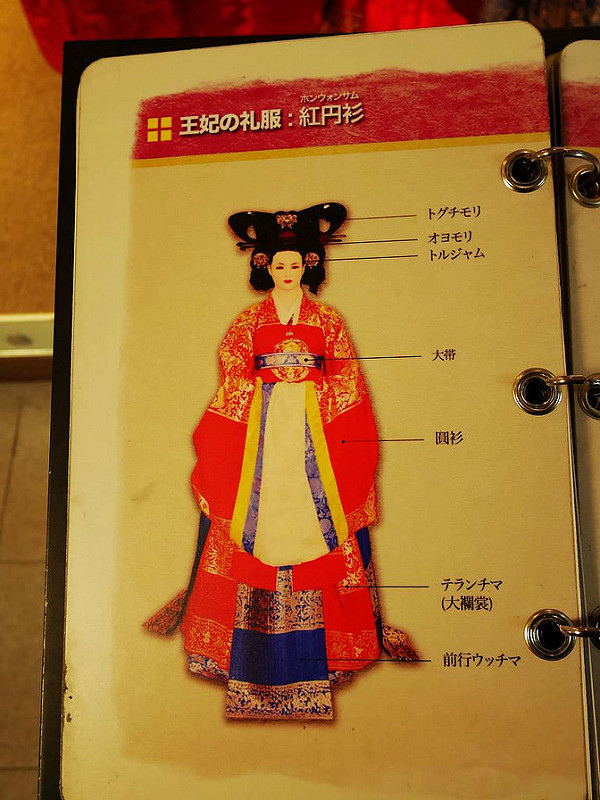 ホンウォンサム
王妃の礼服：紅円衫
トグチモリ
オヨモリ
トルジャム
大帯
圓衫
テランチマ
(大襴裳)
前行ウッチマ